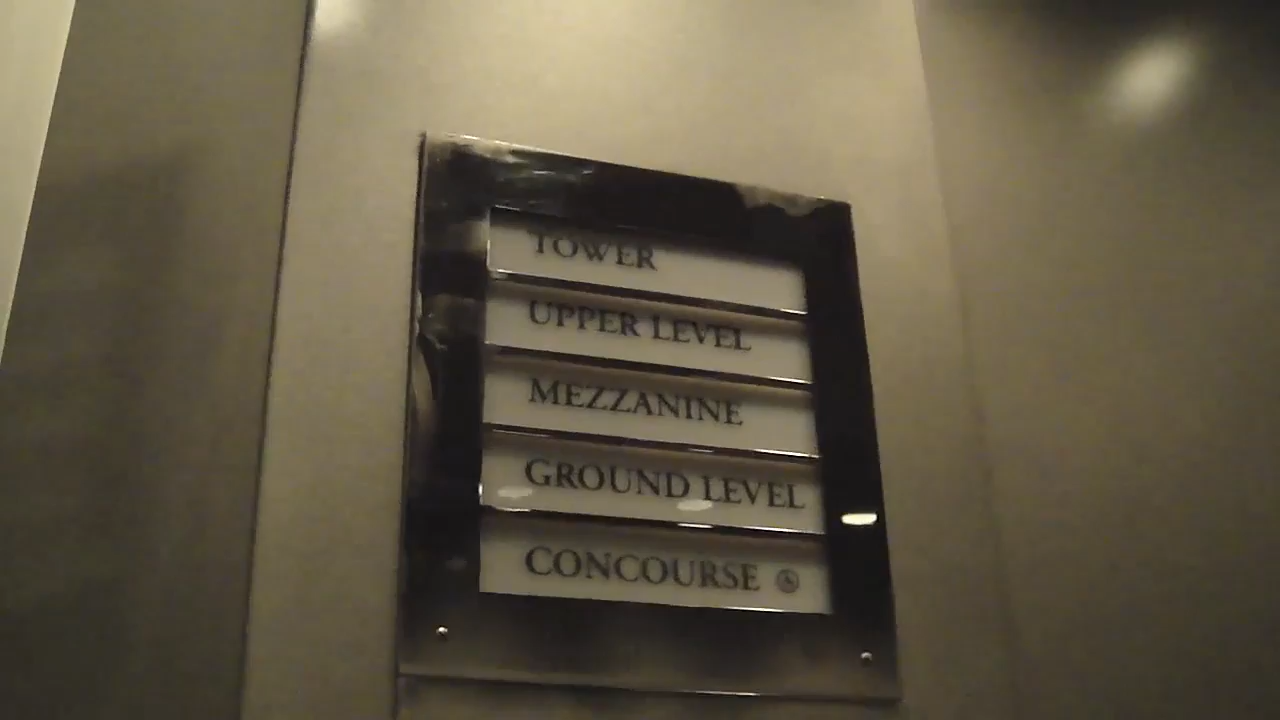 TOWER
UPPER LEVEL
MEZZANINE
GROUND LEVEL
CONCOURSE